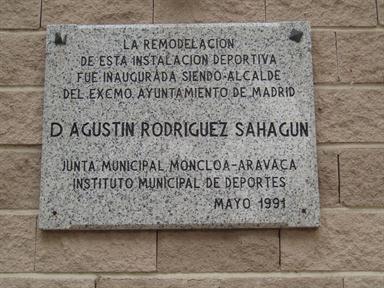 LA REMODELACION
DE ESTA INSTALACION DEPORTIVA
FUE INAUGURADA SIENDO-ALCALDE
DEL EXCMO. AYUNTAMIENTO DE MADRID
D. AGUSTIN RODRIGUEZ SAHAGUN
JUNTA MUNICIPAL MONCLOA-ARAVACA
INSTITUTO MUNICIPAL DE DEPORTES
MAYO 1991